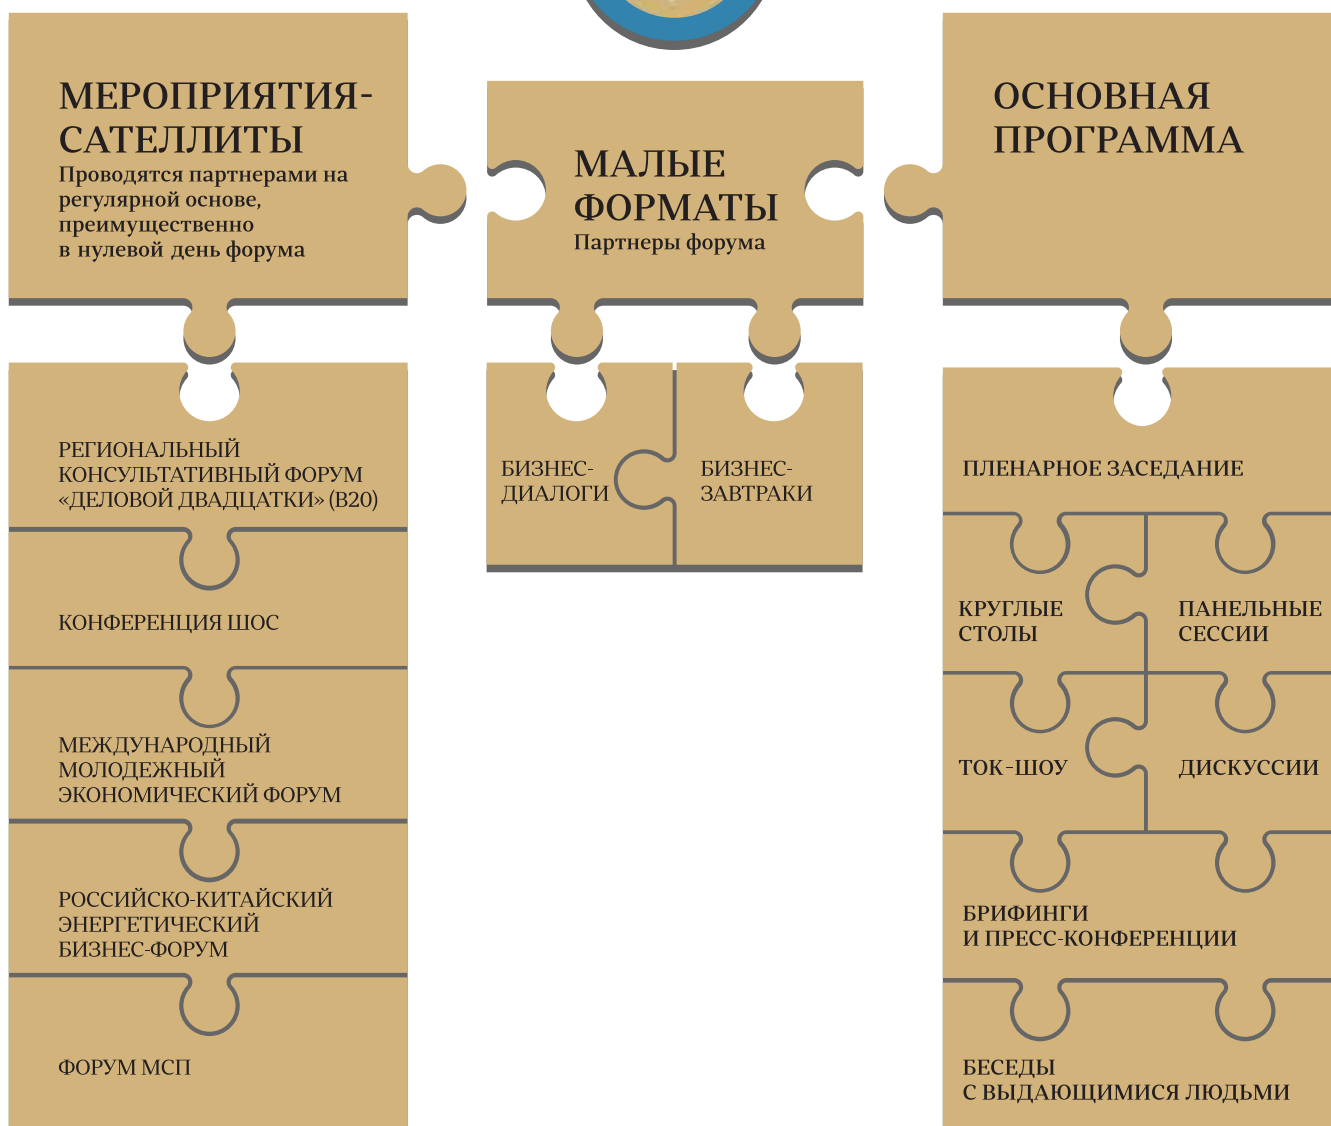 МЕРОПРИЯТИЯ-
САТЕЛЛИТЫ
Проводятся партнерами на
регулярной основе,
преимущественно
в нулевой день форума
РЕГИОНАЛЬНЫЙ
КОНСУЛЬТАТИВНЫЙ ФОРУМ
«ДЕЛОВОЙ ДВАДЦАТКИ» (B20)
КОНФЕРЕНЦИЯ ШОС
МЕЖДУНАРОДНЫЙ
МОЛОДЕЖНЫЙ
ЭКОНОМИЧЕСКИЙ ФОРУМ
РОССИЙСКО-КИТАЙСКИЙ
ЭНЕРГЕТИЧЕСКИЙ
БИЗНЕС-ФОРУМ
ФОРУМ МСП
МАЛЫЕ
ФОРМАТЫ
Партнеры форума
БИЗНЕС-
ДИАЛОГИ
БИЗНЕС-
ЗАВТРАКИ
ОСНОВНАЯ
ПРОГРАММА
ПЛЕНАРНОЕ ЗАСЕДАНИЕ
КРУГЛЫЕ
СТОЛЫ
ПАНЕЛЬНЫЕ
СЕССИИ
ТОК-ШОУ
ДИСКУССИИ
БРИФИНГИ
И ПРЕСС-КОНФЕРЕНЦИИ
БЕСЕДЫ
С ВЫДАЮЩИМИСЯ ЛЮДЬМИ